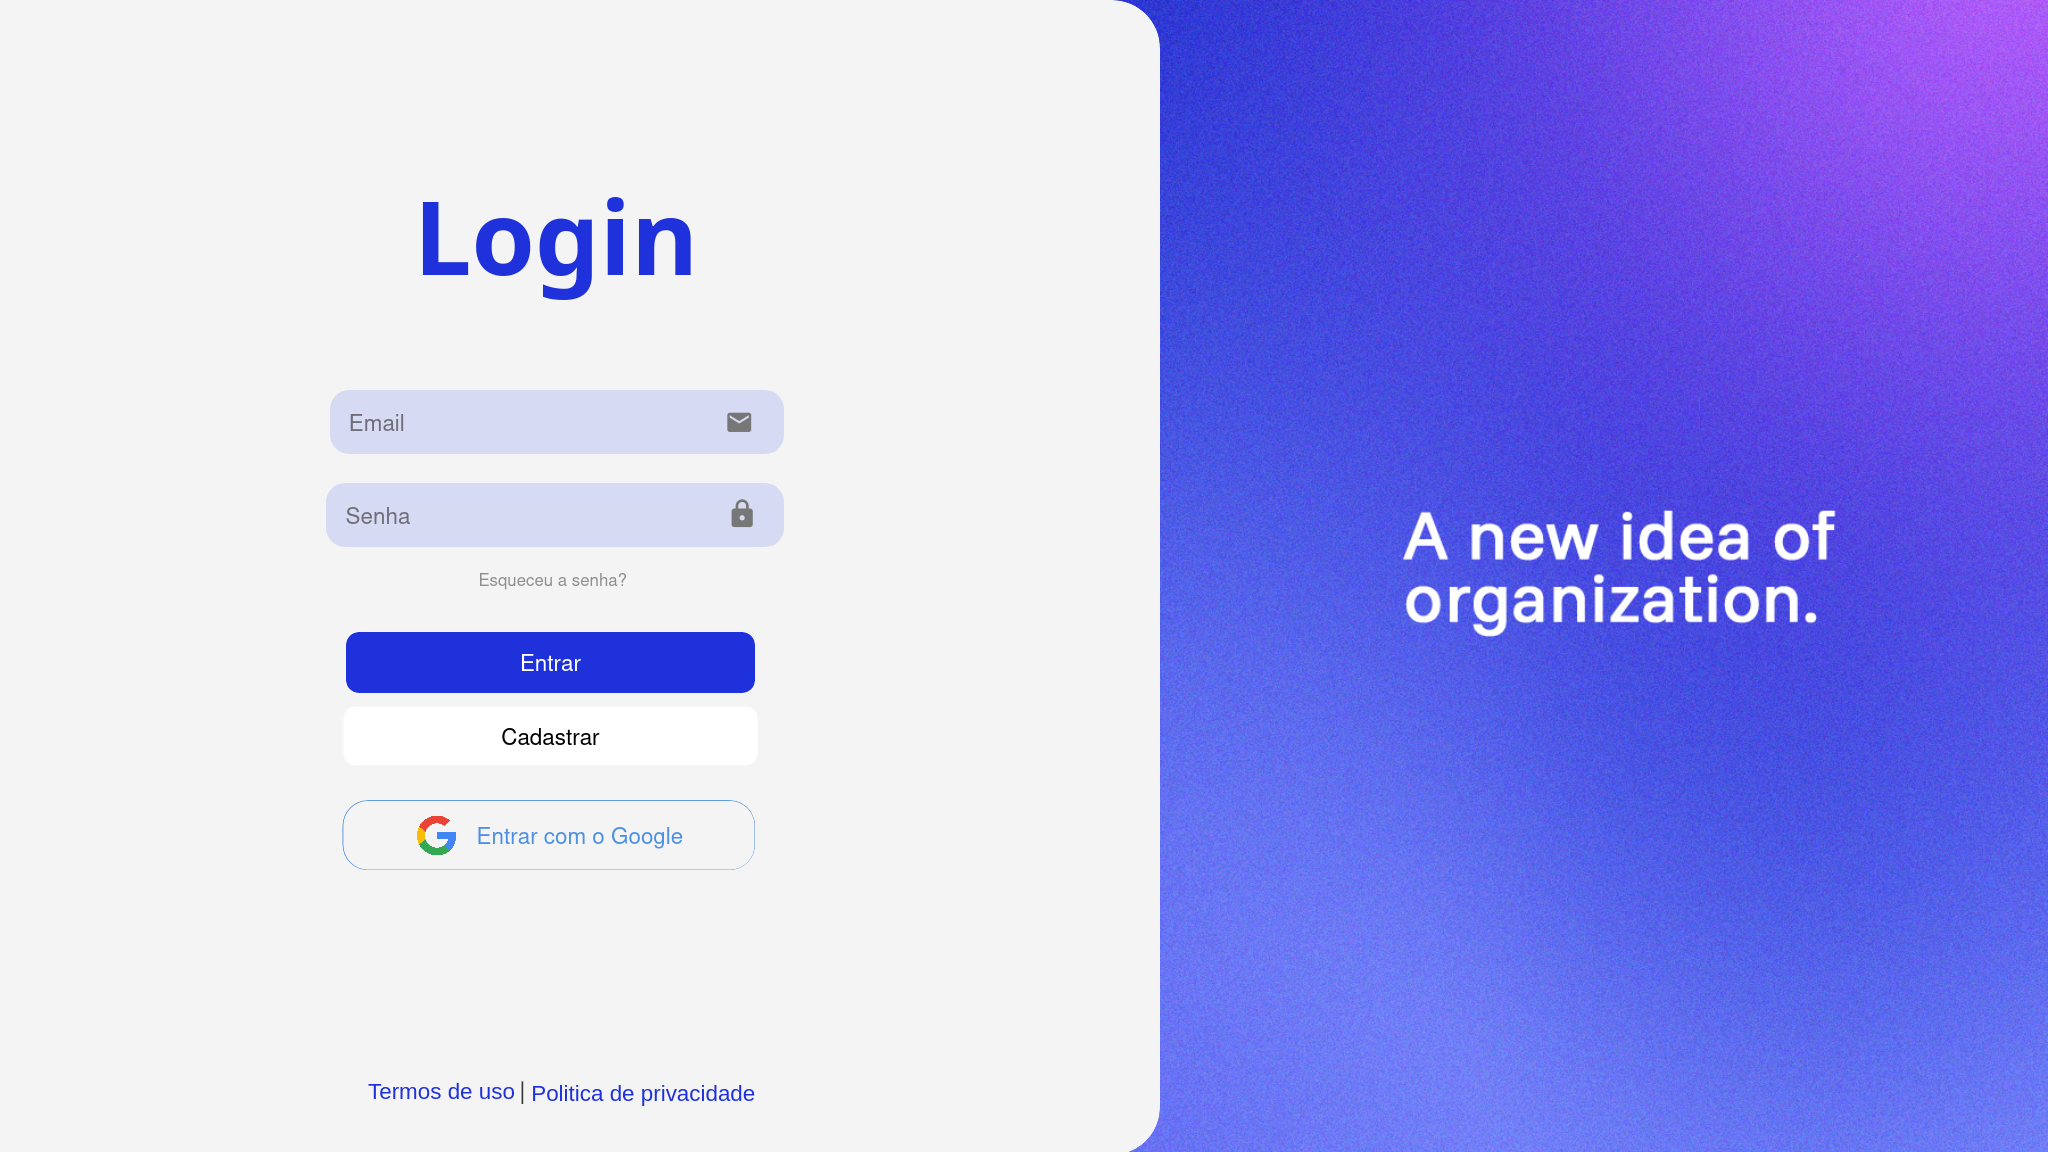 Login
Email
Senha
Esqueceu a senha?
Entrar
Cadastrar
Entrar com o Google
Termos de uso | Politica de privacidade
A new idea of
organization.